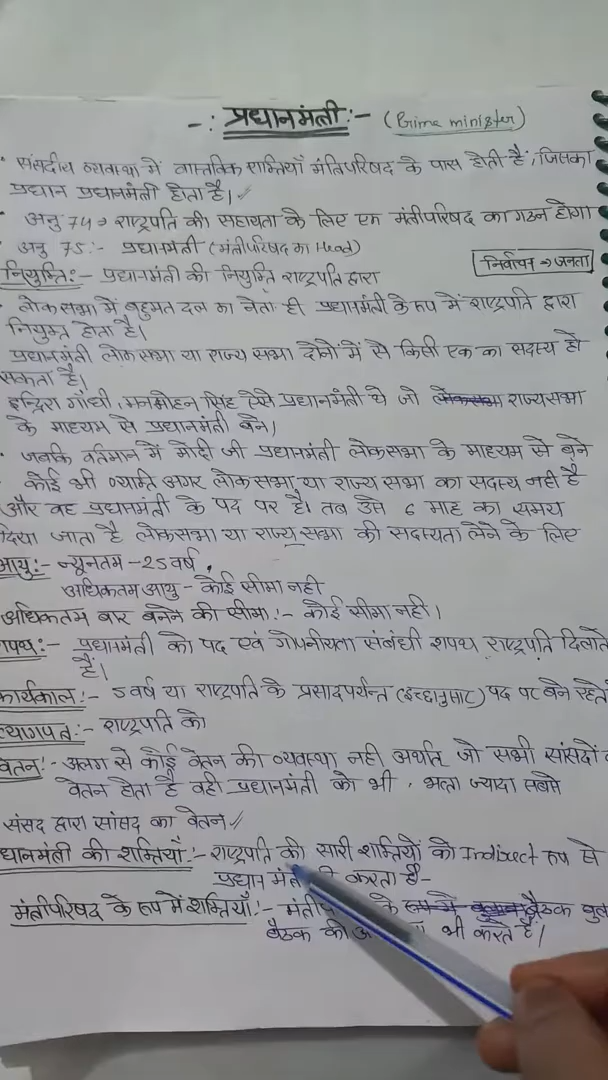 -: प्रधानमंत्री :- (Prime minister)
• संसदीय व्यवस्था में वास्तविक शक्तियाँ मंत्रिपरिषद के पास होती है, जिसका
प्रधान प्रधानमंत्री होता है।
• अनु 74 → राष्ट्रपति की सहायता के लिए एक मंत्रीपरिषद का गठन होगा
• अनु 75 :- प्रधानमंत्री (मंत्रीपरिषद का Head)
निर्वाचन → जनता
नियुक्ति :- प्रधानमंत्री की नियुक्ति राष्ट्रपति द्वारा
• लोकसभा में बहुमत दल का नेता ही प्रधानमंत्री के रूप में राष्ट्रपति द्वारा
नियुक्त होता है।
प्रधानमंत्री लोकसभा या राज्य सभा दोनों में से किसी एक का सदस्य हो
सकता है।
इन्दिरा गाँधी, मनमोहन सिंह ऐसे प्रधानमंत्री थे जो राज्यसभा
के माध्यम से प्रधानमंत्री बने।
• जबकि वर्तमान में मोदी जी प्रधानमंत्री लोकसभा के माध्यम से बने
• कोई भी व्यक्ति अगर लोकसभा या राज्य सभा का सदस्य नही है
और वह प्रधानमंत्री के पद पर है। तब उसे 6 माह का समय
दिया जाता है लोकसभा या राज्य सभा की सदस्यता लेने के लिए
आयु :- न्यूनतम - 25 वर्ष,
अधिकतम आयु - कोई सीमा नही
अधिकतम बार बनने की सीमा :- कोई सीमा नही।
शपथ :- प्रधानमंत्री को पद एवं गोपनीयता संबंधी शपथ राष्ट्रपति दिलाते
हैं।
कार्यकाल :- 5 वर्ष या राष्ट्रपति के प्रसादपर्यन्त (इच्छानुसार) पद पर बने रहते
त्यागपत्र :- राष्ट्रपति को
वेतन :- अलग से कोई वेतन की व्यवस्था नही अर्थात् जो सभी सांसदों
वेतन होता है वही प्रधानमंत्री को भी, भत्ता ज्यादा सबसे
संसद द्वारा सांसद का वेतन
धानमंत्री की शक्तियाँ :- राष्ट्रपति की सारी शक्तियों को Indirect रूप से
प्रधान करता है -
मंत्रीपरिषद के रूप में शक्तियाँ :- के बैठक
बैठक की भी करते हैं।